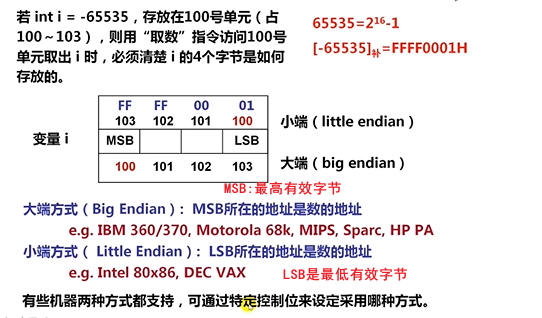 若 int i = -65535，存放在100号单元（占
100～103），则用“取数”指令访问100号
单元取出 i 时，必须清楚 i 的4个字节是如何
存放的。
65535=2¹⁶-1
[-65535]补=FFFF0001H
FF FF 00 01
103 102 101 100
小端（little endian）
变量 i
MSB LSB
100 101 102 103
大端（big endian）
MSB:最高有效字节
大端方式（Big Endian）：MSB所在的地址是数的地址
e.g. IBM 360/370, Motorola 68k, MIPS, Sparc, HP PA
小端方式（ Little Endian）：LSB所在的地址是数的地址
e.g. Intel 80x86, DEC VAX
LSB是最低有效字节
有些机器两种方式都支持，可通过特定控制位来设定采用哪种方式。